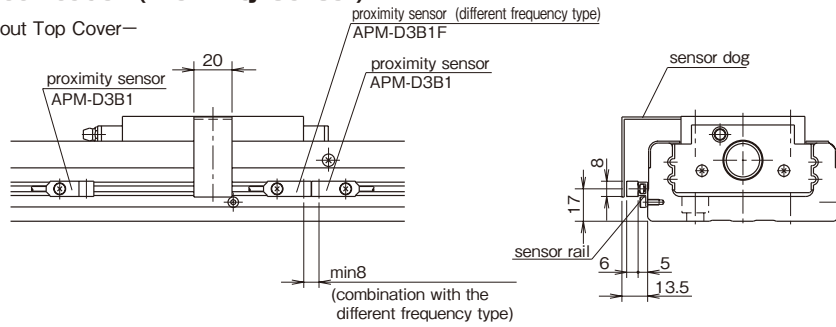 out Top Cover—
proximity sensor (different frequency type)
APM-D3B1F
20
proximity sensor
APM-D3B1
proximity sensor
APM-D3B1
sensor dog
8
17
sensor rail
6
5
13.5
min8
(combination with the
different frequency type)